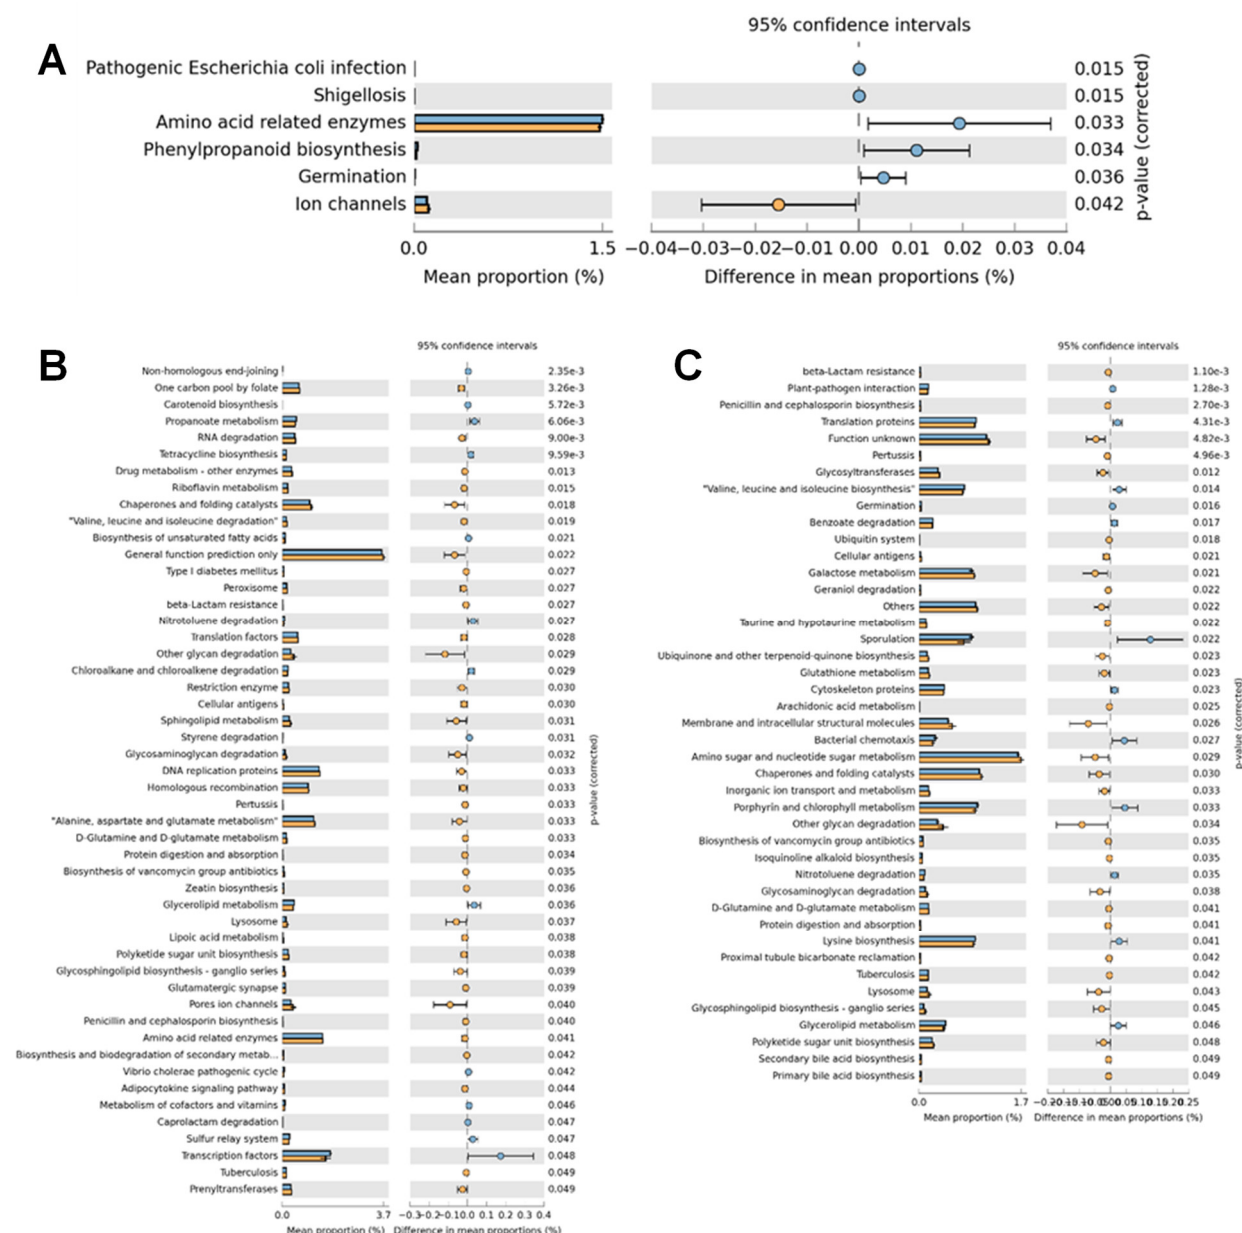 A
95% confidence intervals
Pathogenic Escherichia coli infection 0.015
Shigellosis 0.015
Amino acid related enzymes 0.033
Phenylpropanoid biosynthesis 0.034
Germination 0.036
Ion channels 0.042
p-value (corrected)
0.0 1.5 −0.04−0.03−0.02−0.01 0.00 0.01 0.02 0.03 0.04
Mean proportion (%) Difference in mean proportions (%)
B
95% confidence intervals
Non-homologous end-joining 2.35e-3
One carbon pool by folate 3.26e-3
Carotenoid biosynthesis 5.72e-3
Propanoate metabolism 6.06e-3
RNA degradation 9.00e-3
Tetracycline biosynthesis 9.59e-3
Drug metabolism - other enzymes 0.013
Riboflavin metabolism 0.015
Chaperones and folding catalysts 0.018
"Valine, leucine and isoleucine degradation" 0.019
Biosynthesis of unsaturated fatty acids 0.021
General function prediction only 0.022
Type I diabetes mellitus 0.027
Peroxisome 0.027
beta-Lactam resistance 0.027
Nitrotoluene degradation 0.027
Translation factors 0.028
Other glycan degradation 0.029
Chloroalkane and chloroalkene degradation 0.029
Restriction enzyme 0.030
Cellular antigens 0.030
Sphingolipid metabolism 0.031
Styrene degradation 0.031
Glycosaminoglycan degradation 0.032
DNA replication proteins 0.033
Homologous recombination 0.033
Pertussis 0.033
"Alanine, aspartate and glutamate metabolism" 0.033
D-Glutamine and D-glutamate metabolism 0.033
Protein digestion and absorption 0.034
Biosynthesis of vancomycin group antibiotics 0.035
Zeatin biosynthesis 0.036
Glycerolipid metabolism 0.036
Lysosome 0.037
Lipoic acid metabolism 0.038
Polyketide sugar unit biosynthesis 0.038
Glycosphingolipid biosynthesis - ganglio series 0.039
Glutamatergic synapse 0.039
Pores ion channels 0.040
Penicillin and cephalosporin biosynthesis 0.040
Amino acid related enzymes 0.041
Biosynthesis and biodegradation of secondary metab... 0.042
Vibrio cholerae pathogenic cycle 0.042
Adipocytokine signaling pathway 0.044
Metabolism of cofactors and vitamins 0.046
Caprolactam degradation 0.047
Sulfur relay system 0.047
Transcription factors 0.048
Tuberculosis 0.049
Prenyltransferases 0.049
p-value (corrected)
0.0 3.7 −0.3−0.2−0.10.0 0.1 0.2 0.3 0.4
Mean proportion (%) Difference in mean proportions (%)
C
95% confidence intervals
beta-Lactam resistance 1.10e-3
Plant-pathogen interaction 1.28e-3
Penicillin and cephalosporin biosynthesis 2.70e-3
Translation proteins 4.31e-3
Function unknown 4.82e-3
Pertussis 4.96e-3
Glycosyltransferases 0.012
"Valine, leucine and isoleucine biosynthesis" 0.014
Germination 0.016
Benzoate degradation 0.017
Ubiquitin system 0.018
Cellular antigens 0.021
Galactose metabolism 0.021
Geraniol degradation 0.022
Others 0.022
Taurine and hypotaurine metabolism 0.022
Sporulation 0.022
Ubiquinone and other terpenoid-quinone biosynthesis 0.023
Glutathione metabolism 0.023
Cytoskeleton proteins 0.023
Arachidonic acid metabolism 0.025
Membrane and intracellular structural molecules 0.026
Bacterial chemotaxis 0.027
Amino sugar and nucleotide sugar metabolism 0.029
Chaperones and folding catalysts 0.030
Inorganic ion transport and metabolism 0.033
Porphyrin and chlorophyll metabolism 0.033
Other glycan degradation 0.034
Biosynthesis of vancomycin group antibiotics 0.035
Isoquinoline alkaloid biosynthesis 0.035
Nitrotoluene degradation 0.035
Glycosaminoglycan degradation 0.038
D-Glutamine and D-glutamate metabolism 0.041
Protein digestion and absorption 0.041
Lysine biosynthesis 0.041
Proximal tubule bicarbonate reclamation 0.042
Tuberculosis 0.042
Lysosome 0.043
Glycosphingolipid biosynthesis - ganglio series 0.045
Glycerolipid metabolism 0.046
Polyketide sugar unit biosynthesis 0.048
Secondary bile acid biosynthesis 0.049
Primary bile acid biosynthesis 0.049
p-value (corrected)
0.0 1.7
Mean proportion (%) Difference in mean proportions (%)